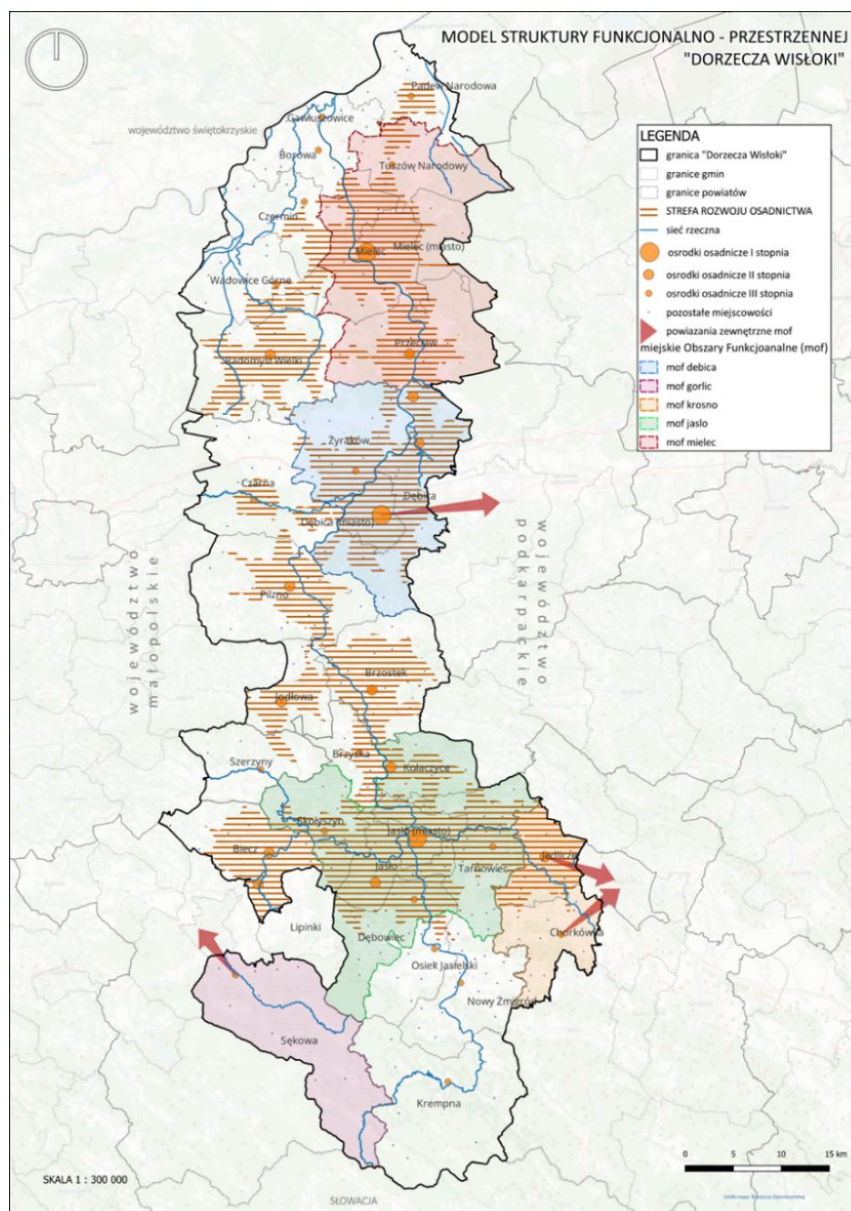 MODEL STRUKTURY FUNKCJONALNO - PRZESTRZENNEJ
"DORZECZA WISŁOKI"
LEGENDA
granica "Dorzecza Wisłoki"
granice gmin
granice powiatów
STREFA ROZWOJU OSADNICTWA
sieć rzeczna
osrodki osadnicze I stopnia
ośrodki osadnicze II stopnia
ośrodki osadnicze III stopnia
pozostałe miejscowości
powiazania zewnętrzne mof
miejskie Obszary Funkcjoanalne (mof)
mof debica
mof gorlic
mof krosno
mof jaslo
mof mielec
województwo świętokrzyskie
Padew Narodowa
Gawłuszowice
Borowa
Tuszów Narodowy
Czermin
Mielec (miasto)
Mielec
Wadowice Górne
Przecław
Radomyśl Wielki
Żyraków
Czarna
Dębica
Dębica (miasto)
województwo
małopolskie
województwo
podkarpackie
Pilzno
Brzostek
Jodłowa
Brzyska
Szerzyny
Kołaczyce
Skołyszyn
Jasło (miasto)
Biecz
Jasło
Tarnowiec
Jedlicze
Lipinki
Dębowiec
Chorkówka
Osiek Jasielski
Nowy Żmigród
Sękowa
Krempna
SŁOWACJA
SKALA 1 : 300 000
0 5 10 15 km